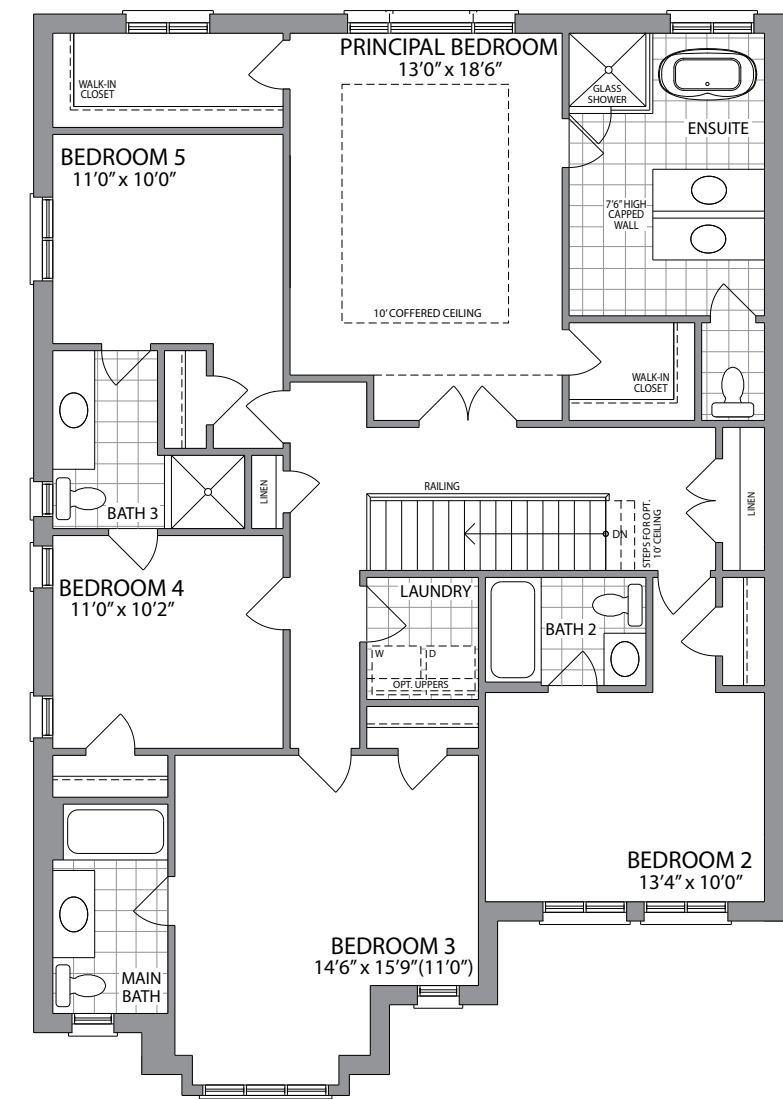 PRINCIPAL BEDROOM
13'0" x 18'6"
WALK-IN
CLOSET
GLASS
SHOWER
ENSUITE
BEDROOM 5
11'0" x 10'0"
7'6" HIGH
CAPPED
WALL
10' COFFERED CEILING
WALK-IN
CLOSET
RAILING
LINEN
LINEN
BATH 3
DN
STEPS FOR OPT.
10' CEILING
BEDROOM 4
11'0" x 10'2"
LAUNDRY
BATH 2
W
D
OPT. UPPERS
BEDROOM 2
13'4" x 10'0"
BEDROOM 3
14'6" x 15'9"(11'0")
MAIN
BATH